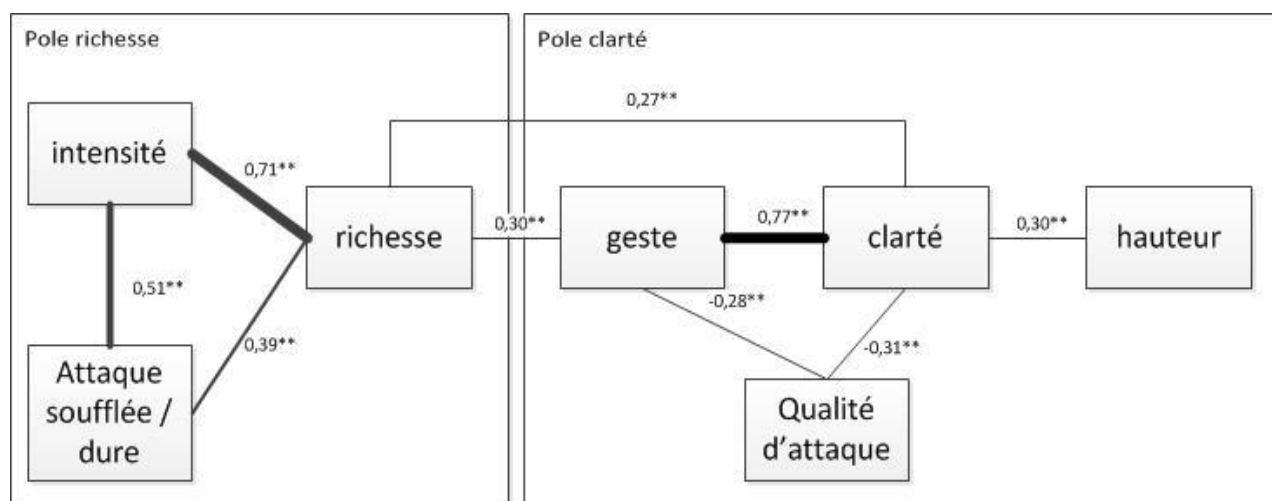 Pole richesse
Pole clarté
0,27**
intensité
0,71**
richesse
0,30**
geste
0,77**
clarté
0,30**
hauteur
0,51**
0,39**
-0,28**
-0,31**
Attaque
soufflée /
dure
Qualité
d'attaque